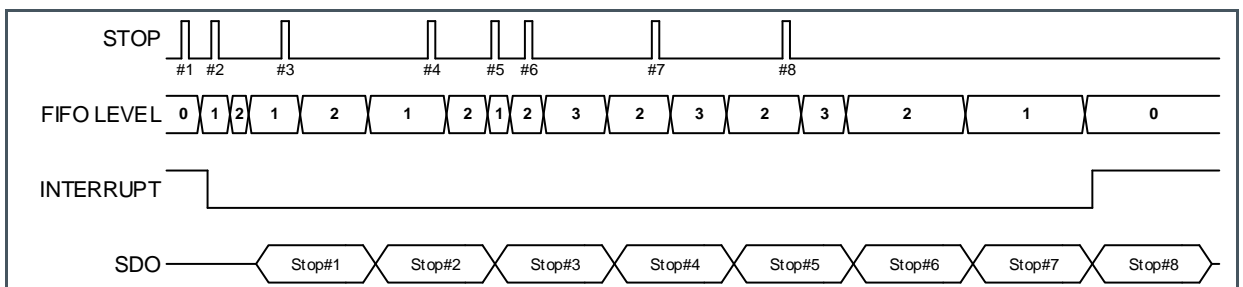 STOP
#1 #2 #3 #4 #5 #6 #7 #8
FIFO LEVEL 0 1 2 1 2 1 2 1 2 3 2 3 2 3 2 1 0
INTERRUPT
SDO Stop#1 Stop#2 Stop#3 Stop#4 Stop#5 Stop#6 Stop#7 Stop#8